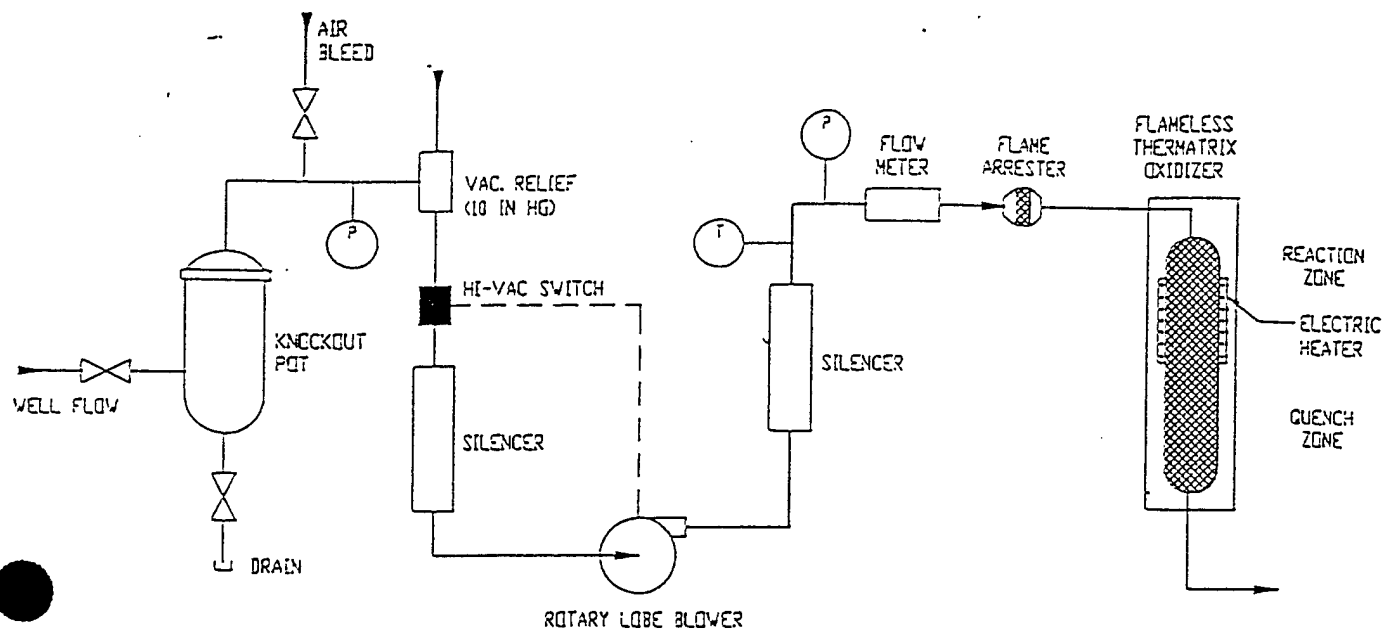 AIR
BLEED
VAC. RELIEF
(10 IN HG)
P
HI-VAC SWITCH
KNOCKOUT
POT
WELL FLOW
SILENCER
DRAIN
ROTARY LOBE BLOWER
T
P
SILENCER
FLOW
METER
FLAME
ARRESTER
FLAMELESS
THERMATRIX
OXIDIZER
REACTION
ZONE
ELECTRIC
HEATER
QUENCH
ZONE